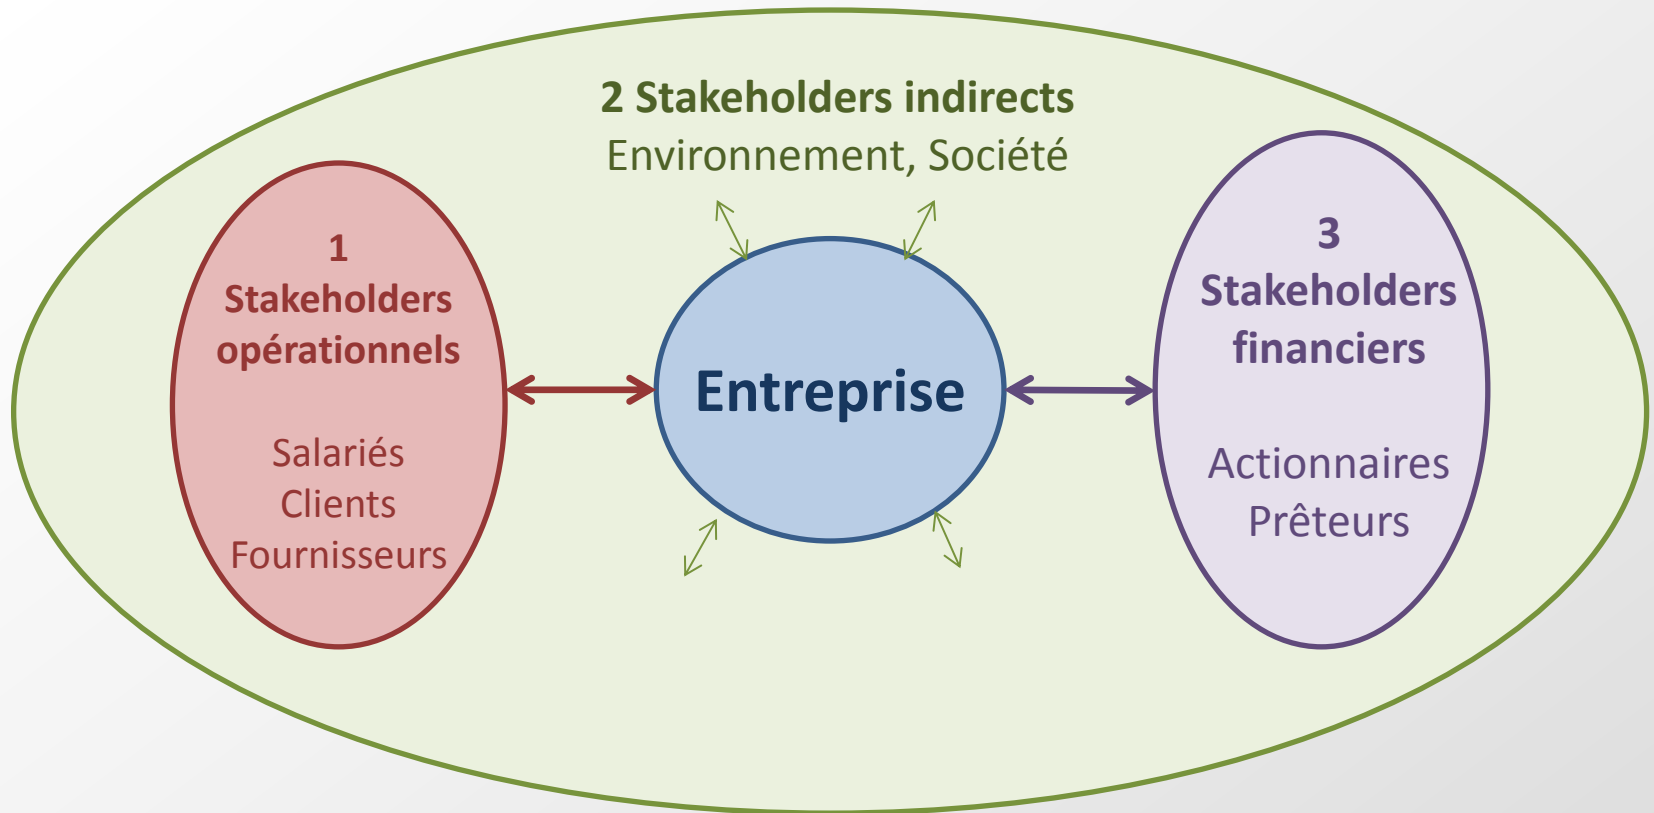 2 Stakeholders indirects
Environnement, Société
1
Stakeholders
opérationnels
Salariés
Clients
Fournisseurs
Entreprise
3
Stakeholders
financiers
Actionnaires
Prêteurs